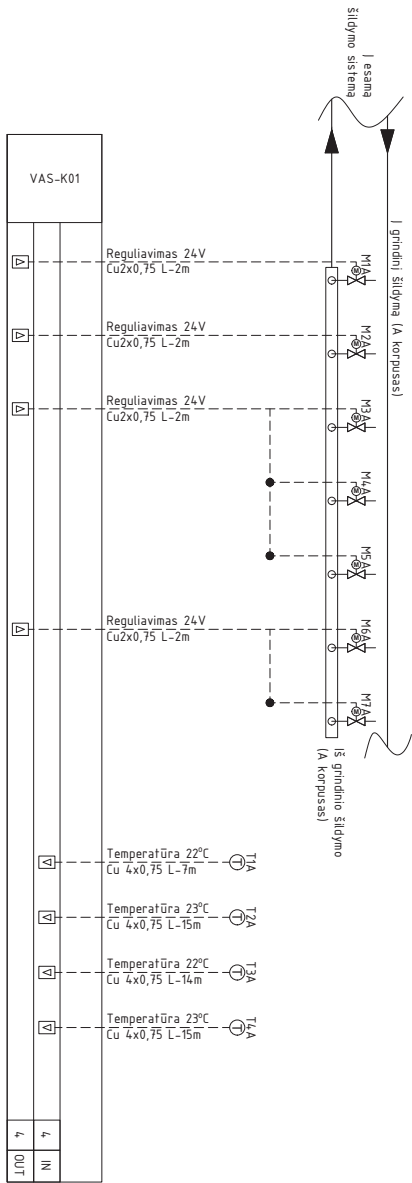 Į esamą
šildymo sistemą
Į grindinį šildymą (A korpusas)
VAS-K01
Reguliavimas 24V
Cu2x0,75 L-2m
M1A
M
Reguliavimas 24V
Cu2x0,75 L-2m
M2A
M
Reguliavimas 24V
Cu2x0,75 L-2m
M3A
M
M4A
M
M5A
M
Reguliavimas 24V
Cu2x0,75 L-2m
M6A
M
M7A
M
Iš grindinio šildymo
(A korpusas)
Temperatūra 22°C
Cu 4x0,75 L-7m
T
T1A
Temperatūra 23°C
Cu 4x0,75 L-15m
T
T2A
Temperatūra 22°C
Cu 4x0,75 L-14m
T
T3A
Temperatūra 23°C
Cu 4x0,75 L-15m
T
T4A
4 IN
4 OUT